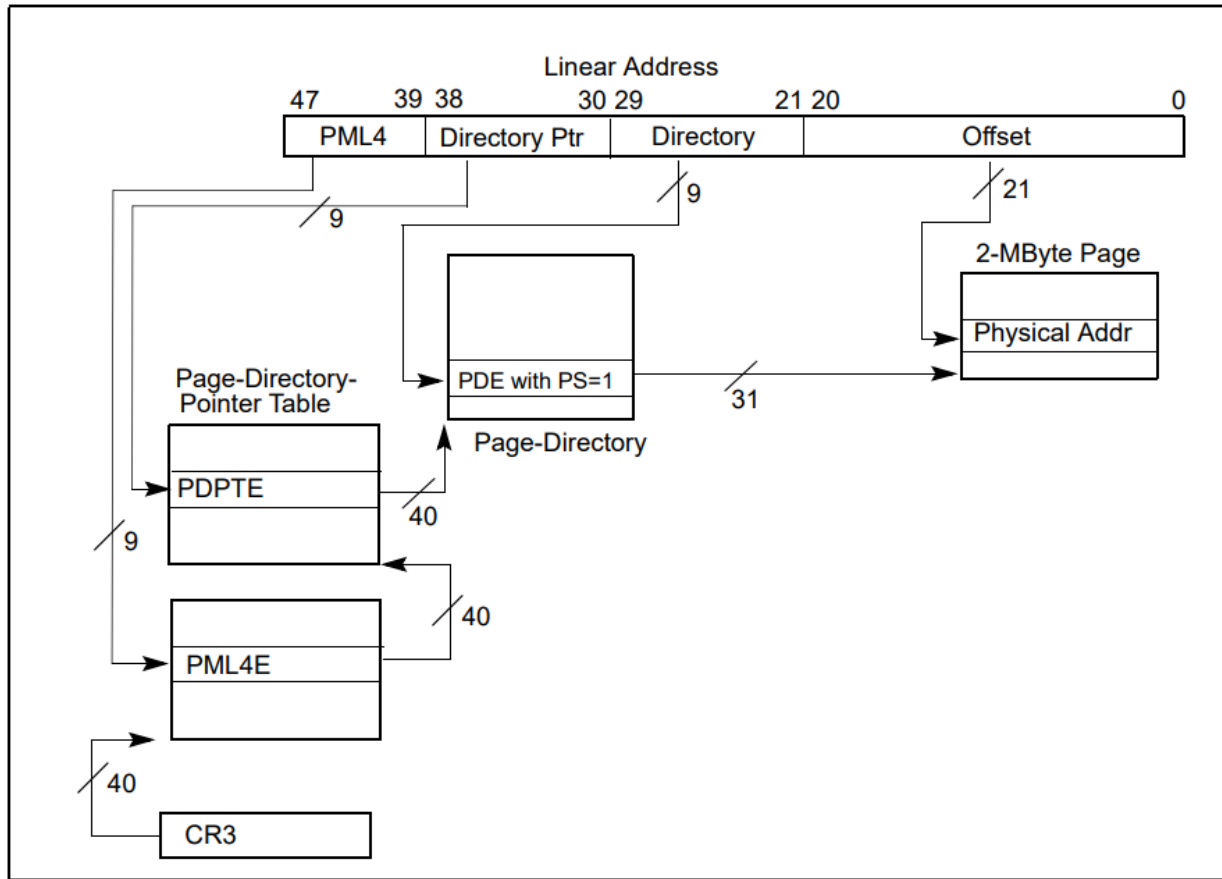 Linear Address
47 39 38 30 29 21 20 0
PML4 Directory Ptr Directory Offset
9
9
21
2-MByte Page
Physical Addr
PDE with PS=1
31
Page-Directory
Page-Directory-
Pointer Table
PDPTE
40
9
40
PML4E
40
CR3